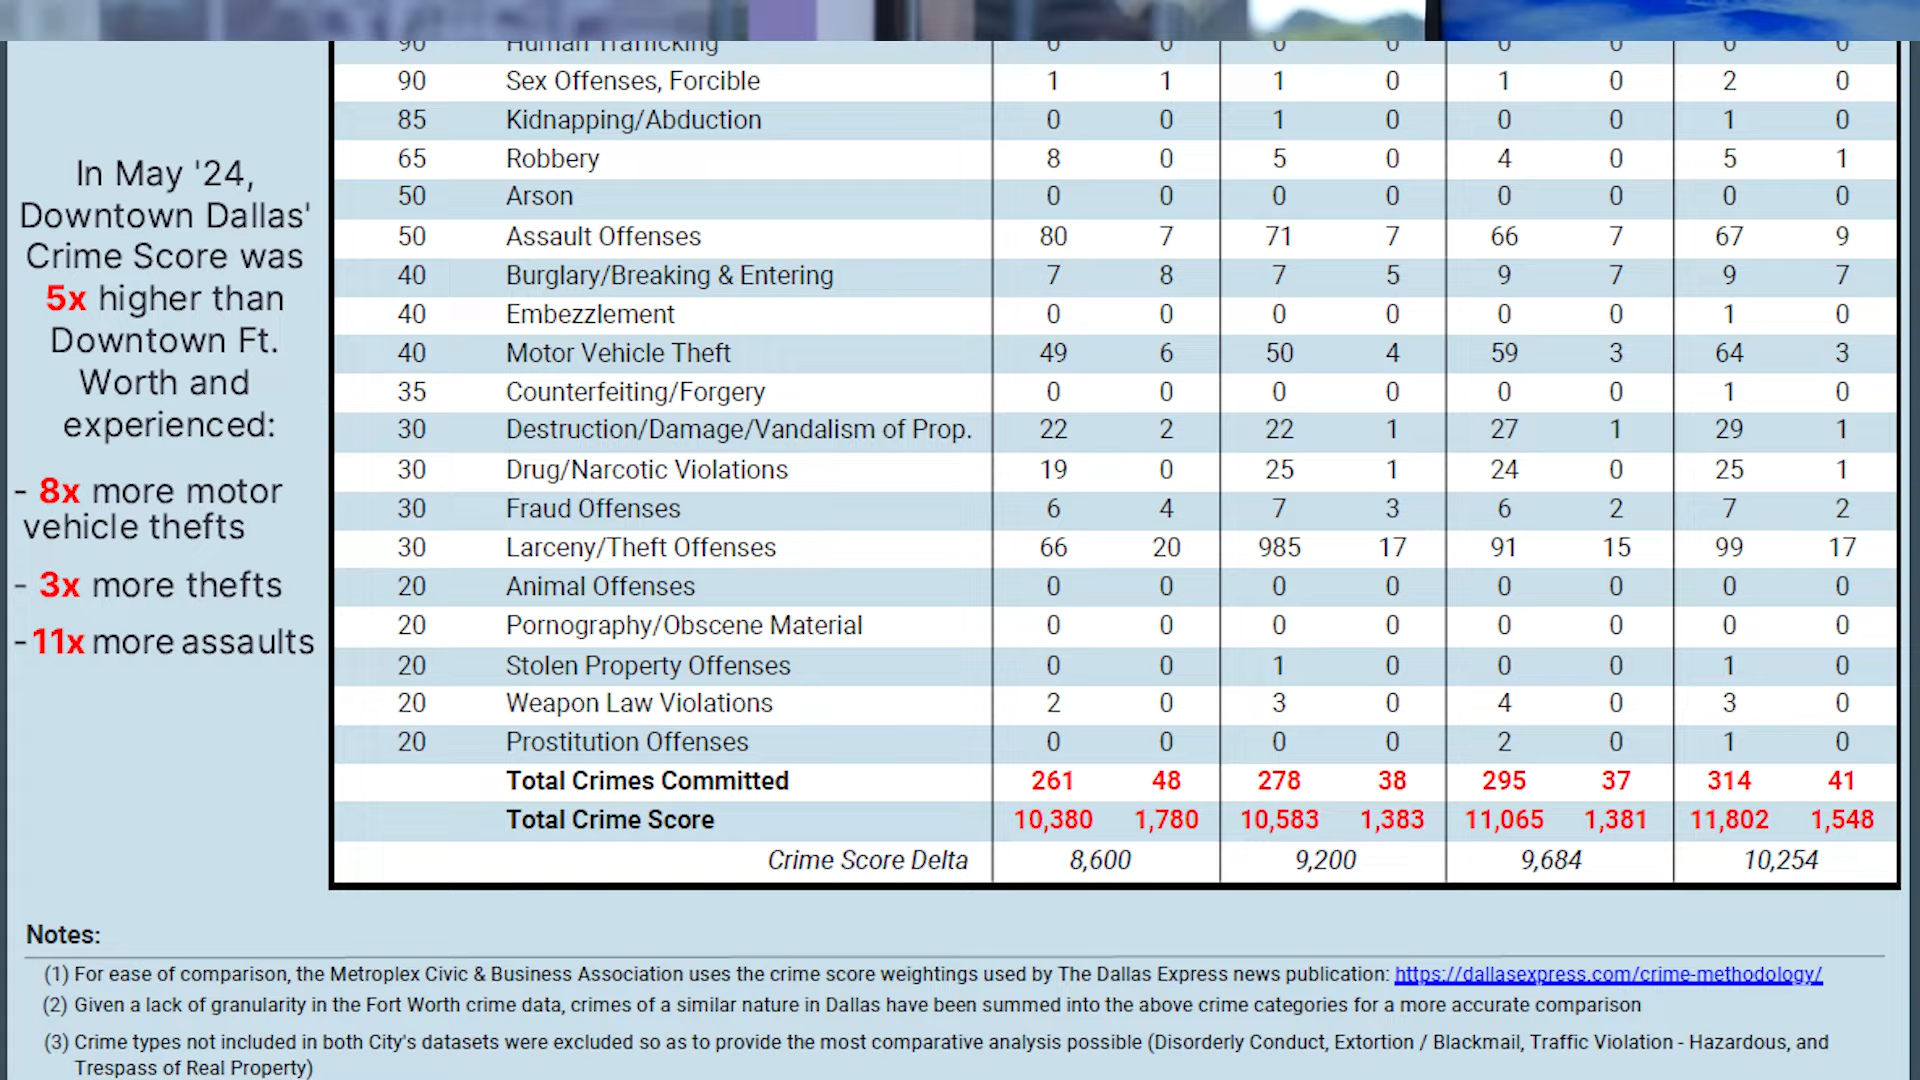 In May '24,
Downtown Dallas'
Crime Score was
5x higher than
Downtown Ft.
Worth and
experienced:
- 8x more motor
vehicle thefts
- 3x more thefts
- 11x more assaults
90 Human Trafficking 0 0 0 0 0 0 0 0
90 Sex Offenses, Forcible 1 1 1 0 1 0 2 0
85 Kidnapping/Abduction 0 0 1 0 0 0 1 0
65 Robbery 8 0 5 0 4 0 5 1
50 Arson 0 0 0 0 0 0 0 0
50 Assault Offenses 80 7 71 7 66 7 67 9
40 Burglary/Breaking & Entering 7 8 7 5 9 7 9 7
40 Embezzlement 0 0 0 0 0 0 1 0
40 Motor Vehicle Theft 49 6 50 4 59 3 64 3
35 Counterfeiting/Forgery 0 0 0 0 0 0 1 0
30 Destruction/Damage/Vandalism of Prop. 22 2 22 1 27 1 29 1
30 Drug/Narcotic Violations 19 0 25 1 24 0 25 1
30 Fraud Offenses 6 4 7 3 6 2 7 2
30 Larceny/Theft Offenses 66 20 985 17 91 15 99 17
20 Animal Offenses 0 0 0 0 0 0 0 0
20 Pornography/Obscene Material 0 0 0 0 0 0 0 0
20 Stolen Property Offenses 0 0 1 0 0 0 1 0
20 Weapon Law Violations 2 0 3 0 4 0 3 0
20 Prostitution Offenses 0 0 0 0 2 0 1 0
Total Crimes Committed 261 48 278 38 295 37 314 41
Total Crime Score 10,380 1,780 10,583 1,383 11,065 1,381 11,802 1,548
Crime Score Delta 8,600 9,200 9,684 10,254
Notes:
(1) For ease of comparison, the Metroplex Civic & Business Association uses the crime score weightings used by The Dallas Express news publication: https://dallasexpress.com/crime-methodology/
(2) Given a lack of granularity in the Fort Worth crime data, crimes of a similar nature in Dallas have been summed into the above crime categories for a more accurate comparison
(3) Crime types not included in both City's datasets were excluded so as to provide the most comparative analysis possible (Disorderly Conduct, Extortion / Blackmail, Traffic Violation - Hazardous, and
Trespass of Real Property)